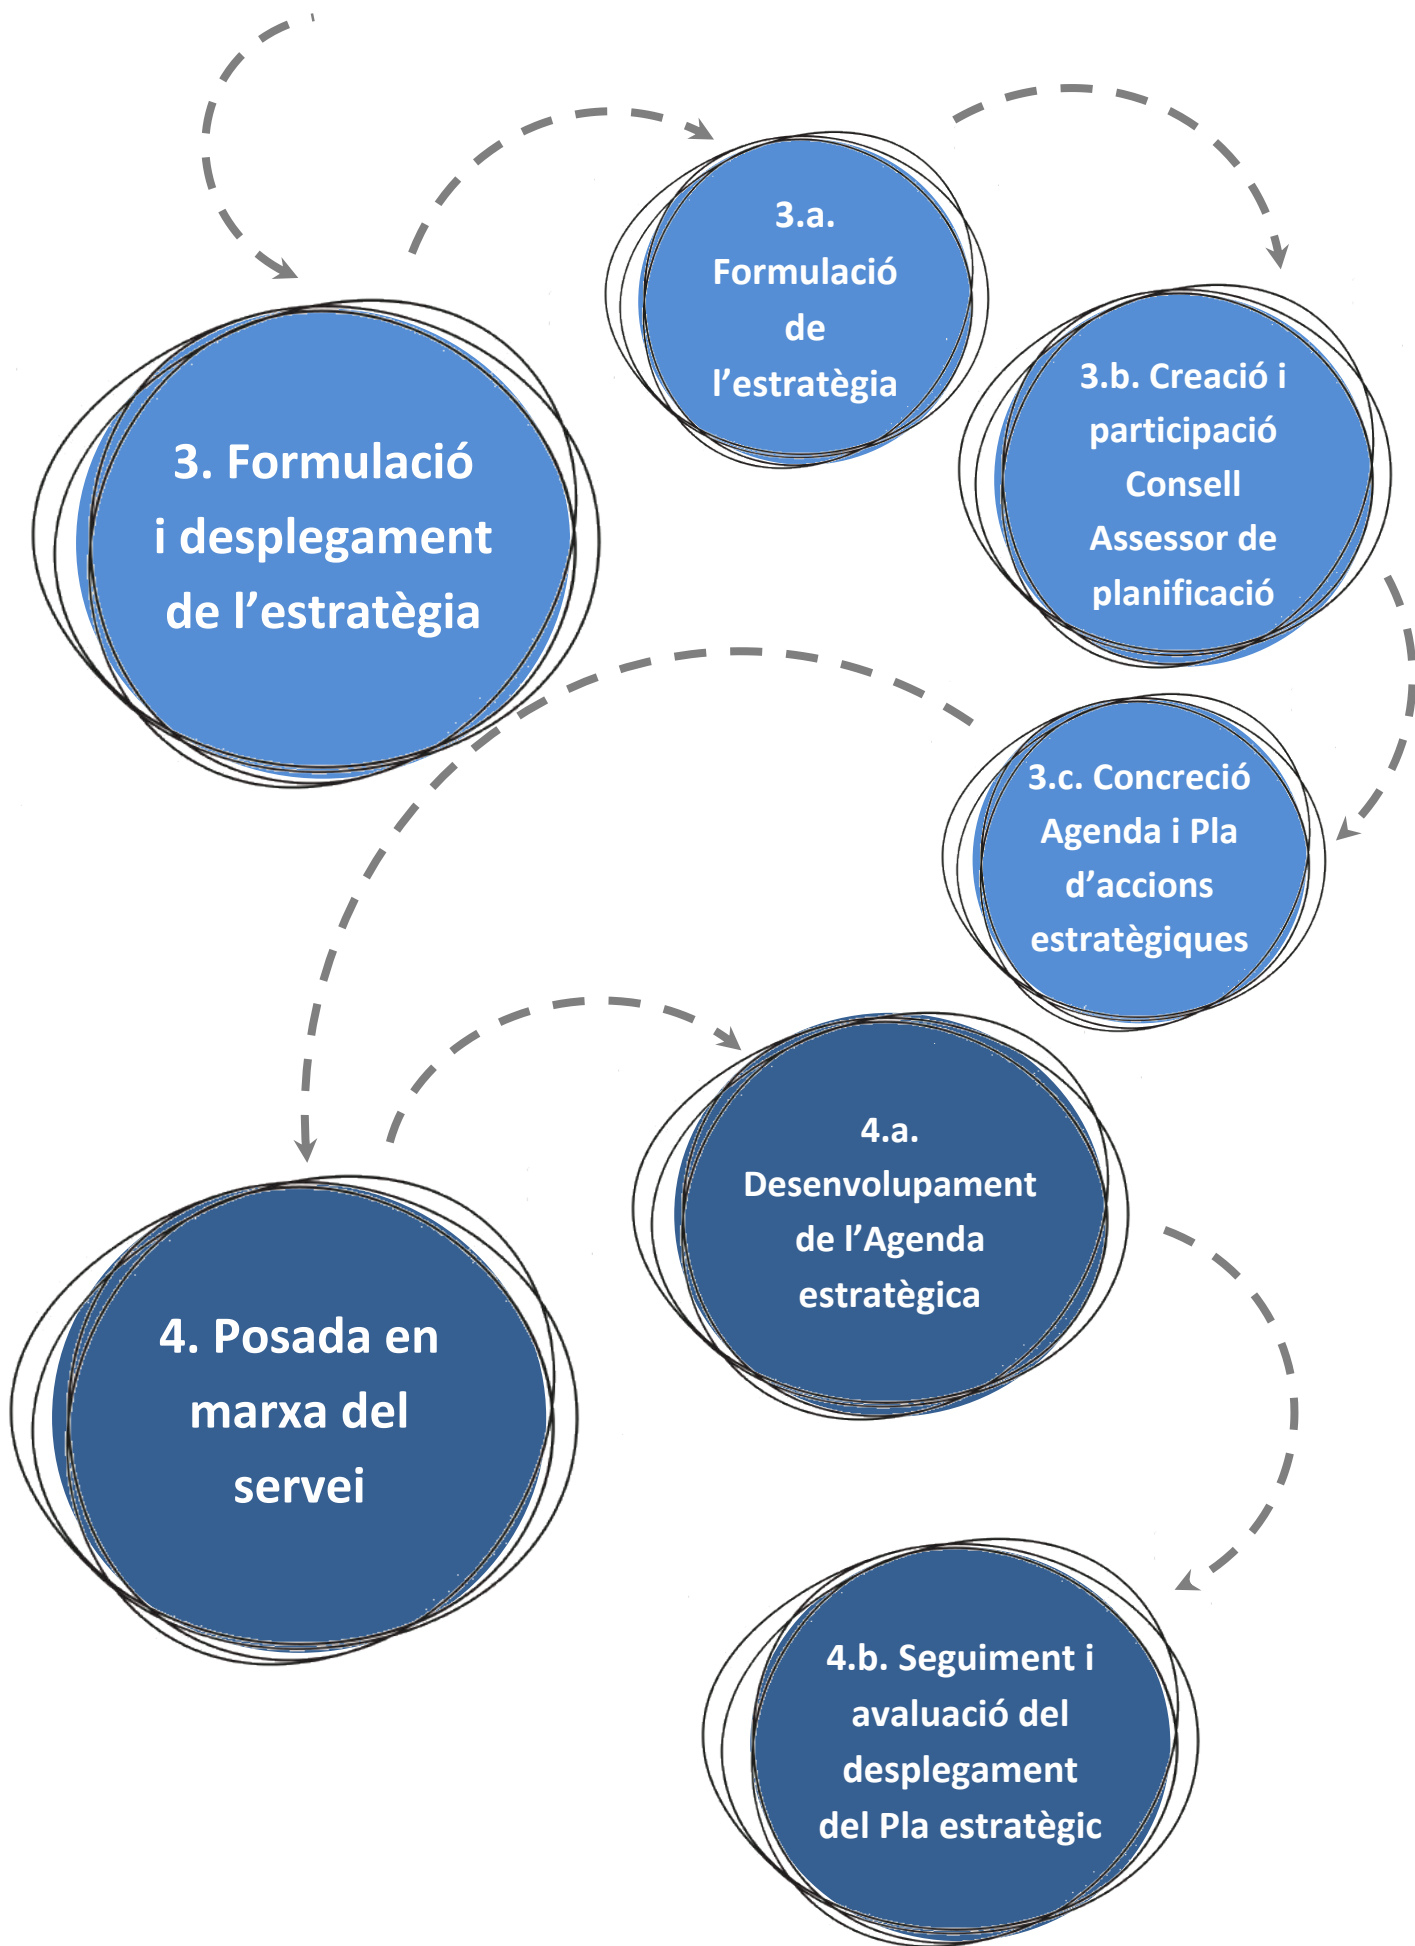 3. Formulació
i desplegament
de l’estratègia
3.a.
Formulació
de
l’estratègia
3.b. Creació i
participació
Consell
Assessor de
planificació
3.c. Concreció
Agenda i Pla
d’accions
estratègiques
4. Posada en
marxa del
servei
4.a.
Desenvolupament
de l’Agenda
estratègica
4.b. Seguiment i
avaluació del
desplegament
del Pla estratègic